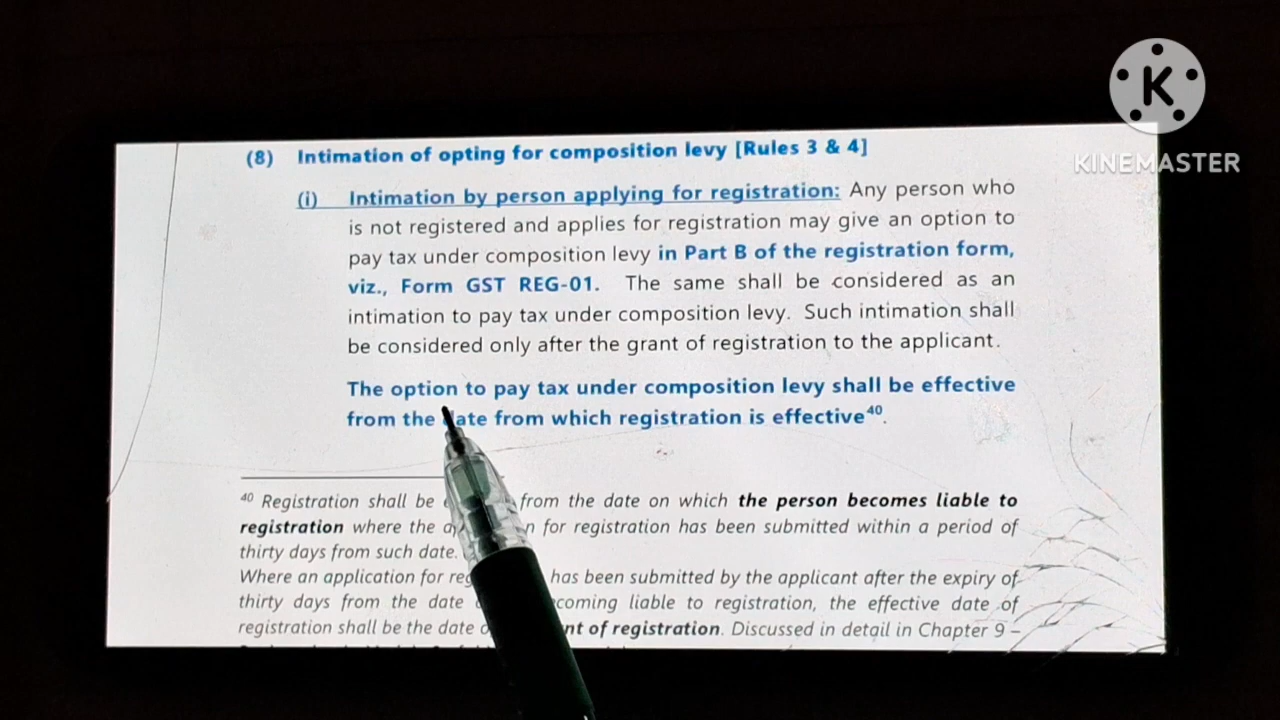 K
KINEMASTER
(8) Intimation of opting for composition levy [Rules 3 & 4]
(i) Intimation by person applying for registration: Any person who
is not registered and applies for registration may give an option to
pay tax under composition levy in Part B of the registration form,
viz., Form GST REG-01. The same shall be considered as an
intimation to pay tax under composition levy. Such intimation shall
be considered only after the grant of registration to the applicant.
The option to pay tax under composition levy shall be effective
from the date from which registration is effective40.
40 Registration shall be from the date on which the person becomes liable to
registration where the for registration has been submitted within a period of
thirty days from such date.
Where an application for has been submitted by the applicant after the expiry of
thirty days from the date liable to registration, the effective date of
registration shall be the date of registration. Discussed in detail in Chapter 9 –